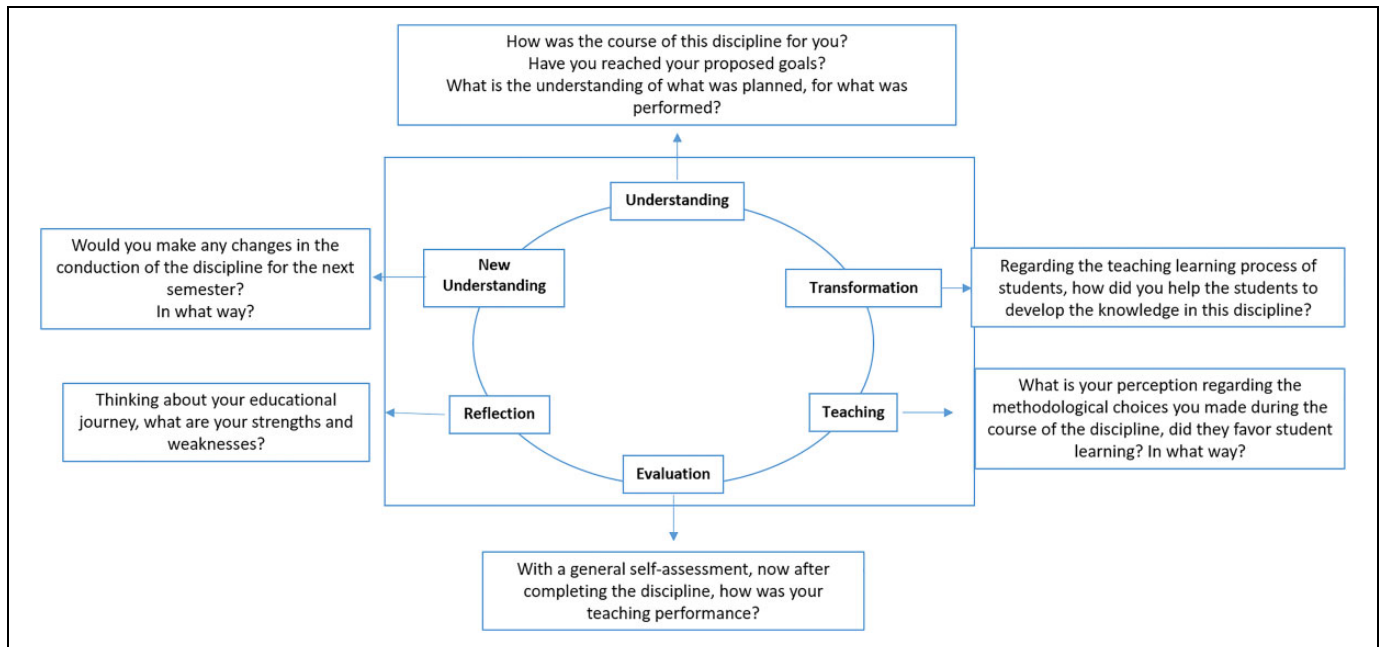 How was the course of this discipline for you?
Have you reached your proposed goals?
What is the understanding of what was planned, for what was
performed?
Understanding
Would you make any changes in the
conduction of the discipline for the next
semester?
In what way?
New
Understanding
Transformation
Regarding the teaching learning process of
students, how did you help the students to
develop the knowledge in this discipline?
Thinking about your educational
journey, what are your strengths and
weaknesses?
Reflection
Teaching
What is your perception regarding the
methodological choices you made during the
course of the discipline, did they favor student
learning? In what way?
Evaluation
With a general self-assessment, now after
completing the discipline, how was your
teaching performance?